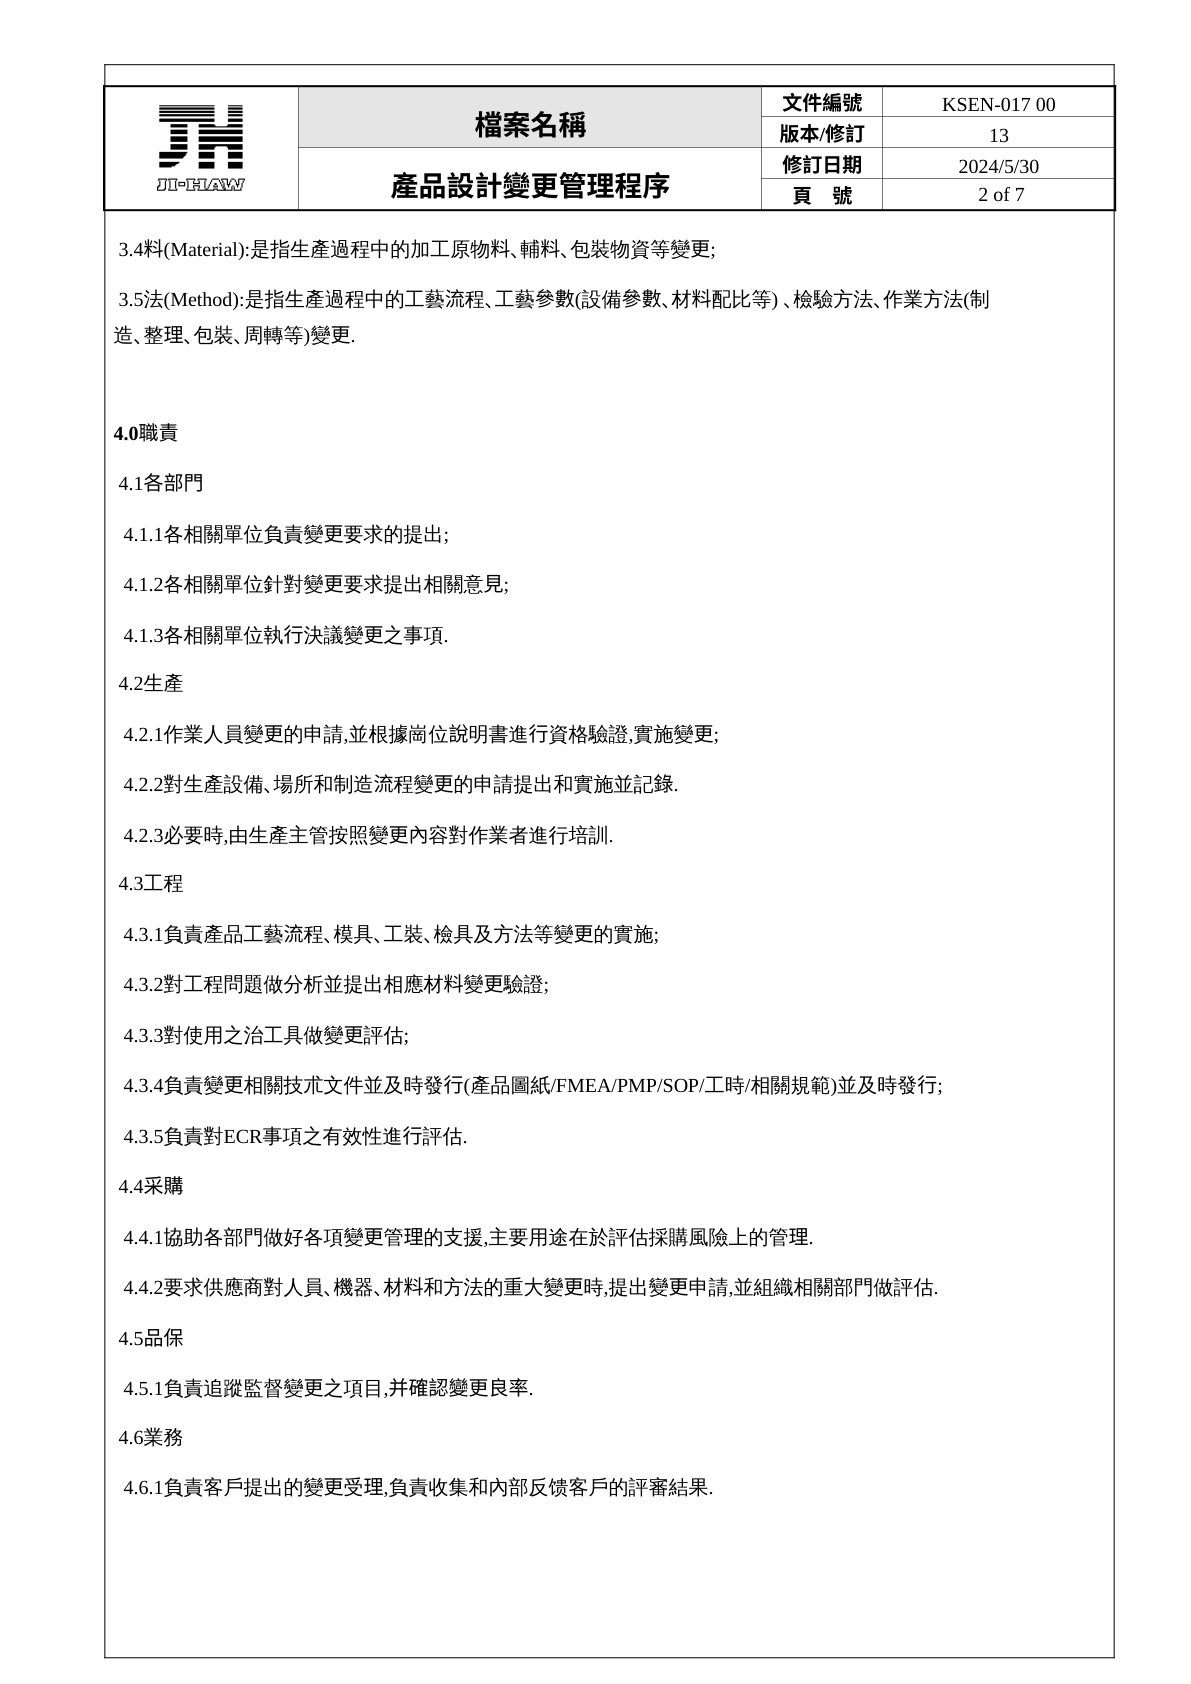 JI-HAW
檔案名稱
產品設計變更管理程序
文件編號 KSEN-017 00
版本/修訂 13
修訂日期 2024/5/30
頁 號 2 of 7
3.4料(Material):是指生產過程中的加工原物料、輔料、包裝物資等變更;
3.5法(Method):是指生產過程中的工藝流程、工藝參數(設備參數、材料配比等) 、檢驗方法、作業方法(制
造、整理、包裝、周轉等)變更.
4.0職責
4.1各部門
4.1.1各相關單位負責變更要求的提出;
4.1.2各相關單位針對變更要求提出相關意見;
4.1.3各相關單位執行決議變更之事項.
4.2生產
4.2.1作業人員變更的申請,並根據崗位說明書進行資格驗證,實施變更;
4.2.2對生產設備、場所和制造流程變更的申請提出和實施並記錄.
4.2.3必要時,由生產主管按照變更內容對作業者進行培訓.
4.3工程
4.3.1負責產品工藝流程、模具、工裝、檢具及方法等變更的實施;
4.3.2對工程問題做分析並提出相應材料變更驗證;
4.3.3對使用之治工具做變更評估;
4.3.4負責變更相關技朮文件並及時發行(產品圖紙/FMEA/PMP/SOP/工時/相關規範)並及時發行;
4.3.5負責對ECR事項之有效性進行評估.
4.4采購
4.4.1協助各部門做好各項變更管理的支援,主要用途在於評估採購風險上的管理.
4.4.2要求供應商對人員、機器、材料和方法的重大變更時,提出變更申請,並組織相關部門做評估.
4.5品保
4.5.1負責追蹤監督變更之項目,并確認變更良率.
4.6業務
4.6.1負責客戶提出的變更受理,負責收集和內部反馈客戶的評審結果.